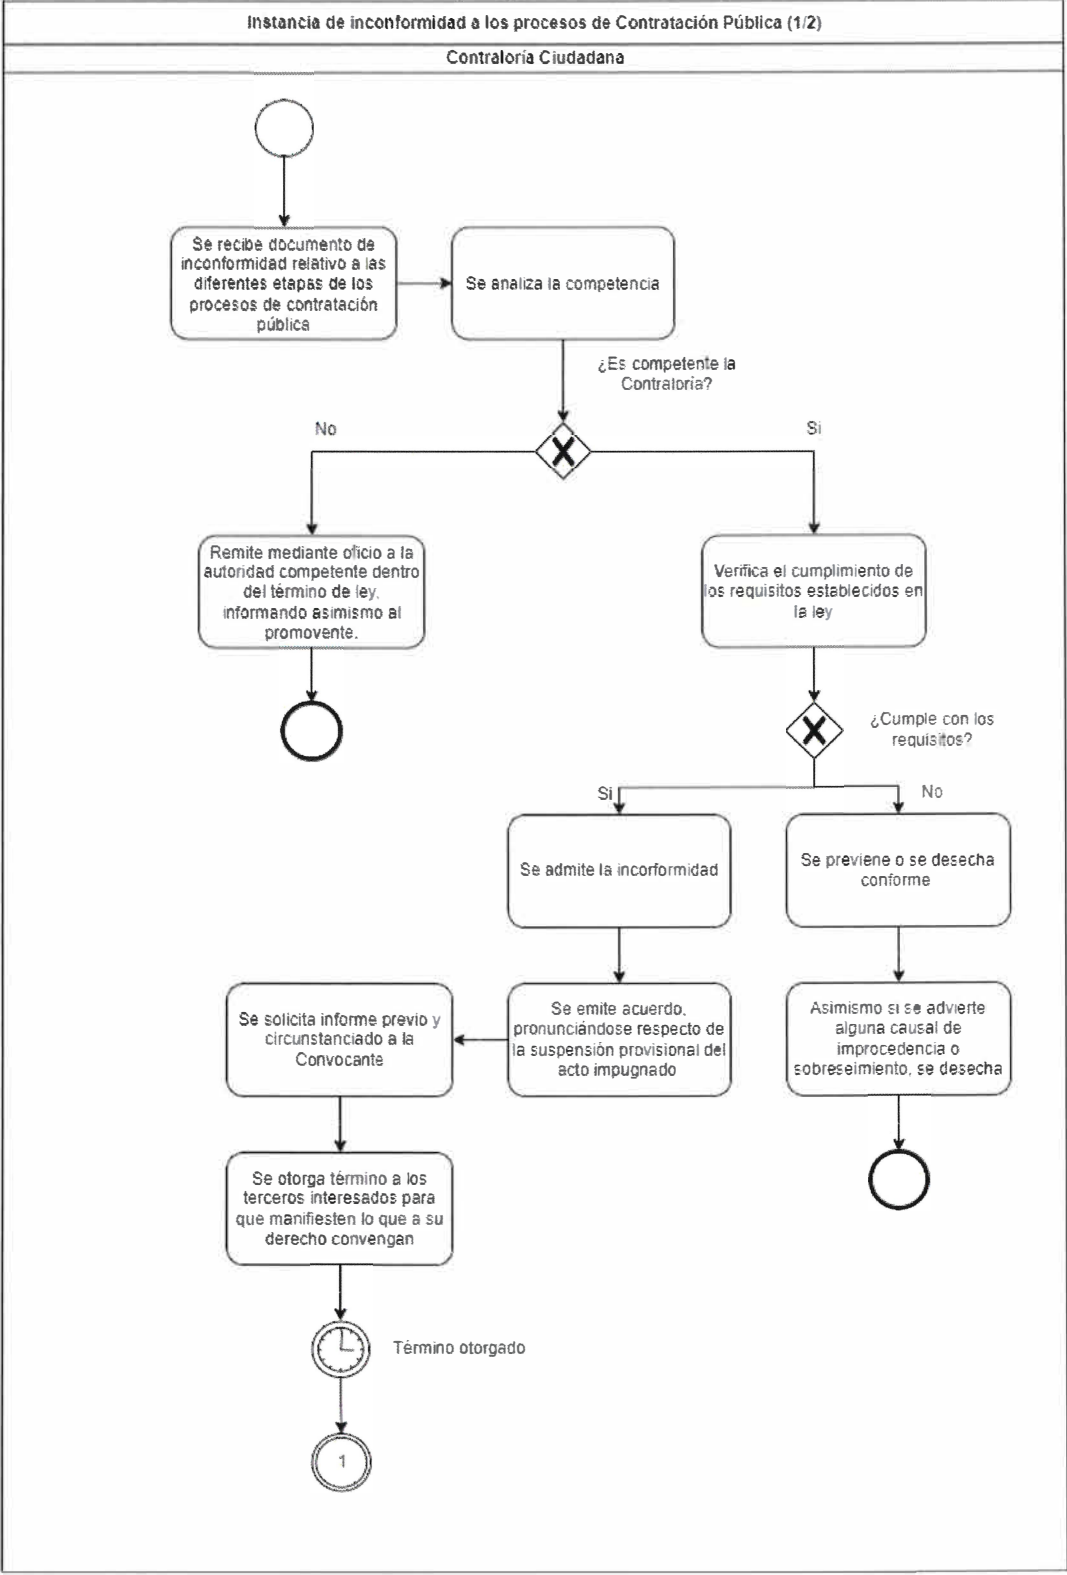 Instancia de inconformidad a los procesos de Contratación Pública (1/2)
Contraloría Ciudadana
Se recibe documento de
inconformidad relativo a las
diferentes etapas de los
procesos de contratación
pública
Se analiza la competencia
¿Es competente la
Contraloría?
No
Si
Remite mediante oficio a la
autoridad competente dentro
del término de ley,
informando asimismo al
promovente.
Verifica el cumplimiento de
los requisitos establecidos en
la ley
¿Cumple con los
requisitos?
Si
No
Se admite la incorformidad
Se previene o se desecha
conforme
Se solicita informe previo y
circunstanciado a la
Convocante
Se emite acuerdo,
pronunciándose respecto de
la suspensión provisional del
acto impugnado
Asimismo si se advierte
alguna causal de
improcedencia o
sobreseimiento, se desecha
Se otorga término a los
terceros interesados para
que manifiesten lo que a su
derecho convengan
Término otorgado
1